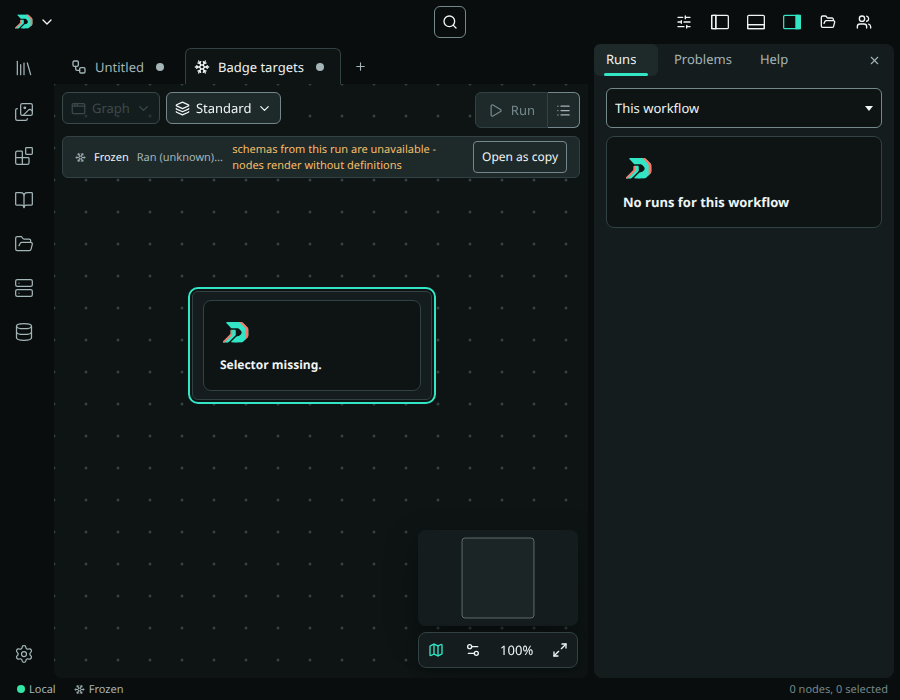 Untitled
Badge targets
Graph
Standard
Run
Frozen
Ran (unknown)...
schemas from this run are unavailable -
nodes render without definitions
Open as copy
Selector missing.
100%
Runs
Problems
Help
This workflow
No runs for this workflow
Local
Frozen
0 nodes, 0 selected